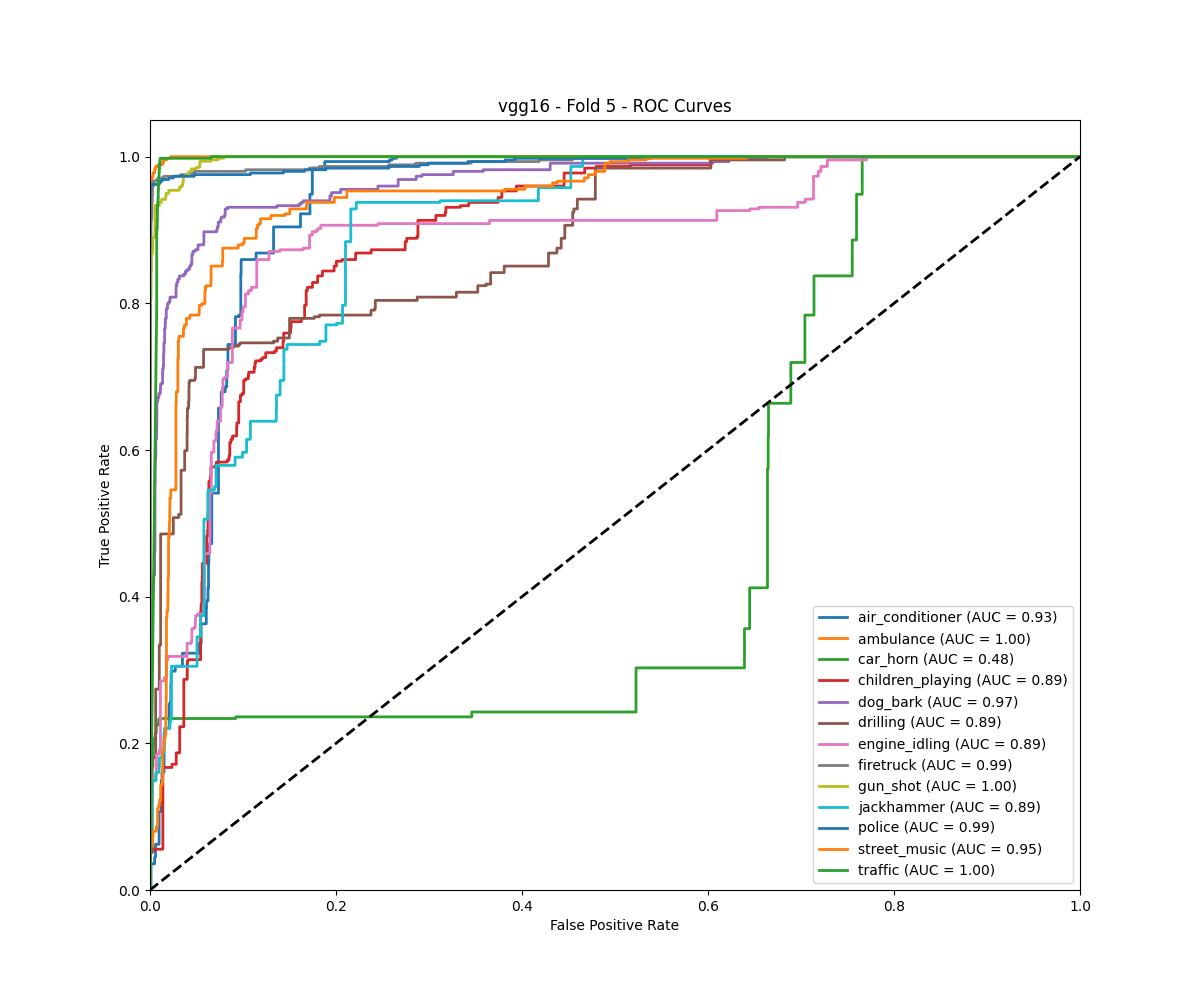 vgg16 - Fold 5 - ROC Curves
1.0
0.8
0.6
0.4
0.2
0.0
True Positive Rate
0.0 0.2 0.4 0.6 0.8 1.0
False Positive Rate
air_conditioner (AUC = 0.93)
ambulance (AUC = 1.00)
car_horn (AUC = 0.48)
children_playing (AUC = 0.89)
dog_bark (AUC = 0.97)
drilling (AUC = 0.89)
engine_idling (AUC = 0.89)
firetruck (AUC = 0.99)
gun_shot (AUC = 1.00)
jackhammer (AUC = 0.89)
police (AUC = 0.99)
street_music (AUC = 0.95)
traffic (AUC = 1.00)